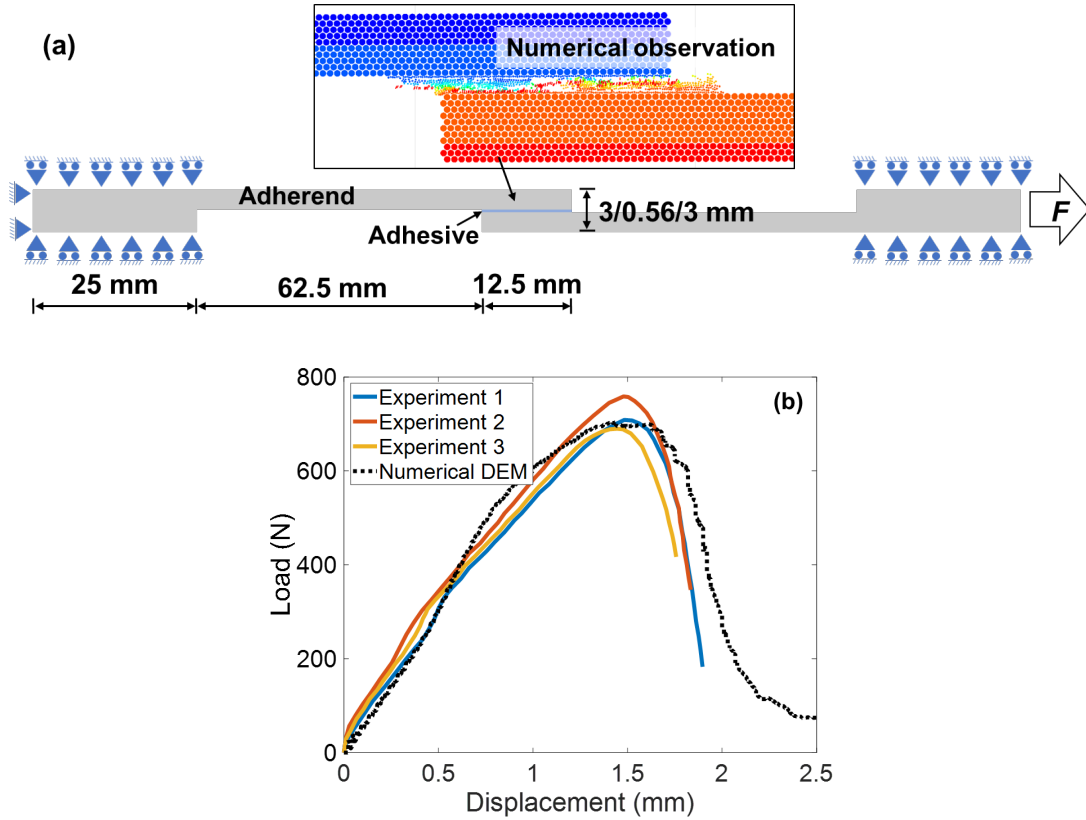 (a)
Numerical observation
Adherend
Adhesive
3/0.56/3 mm
F
25 mm
62.5 mm
12.5 mm
(b)
Experiment 1
Experiment 2
Experiment 3
Numerical DEM
800
600
400
200
0
Load (N)
0
0.5
1
1.5
2
2.5
Displacement (mm)